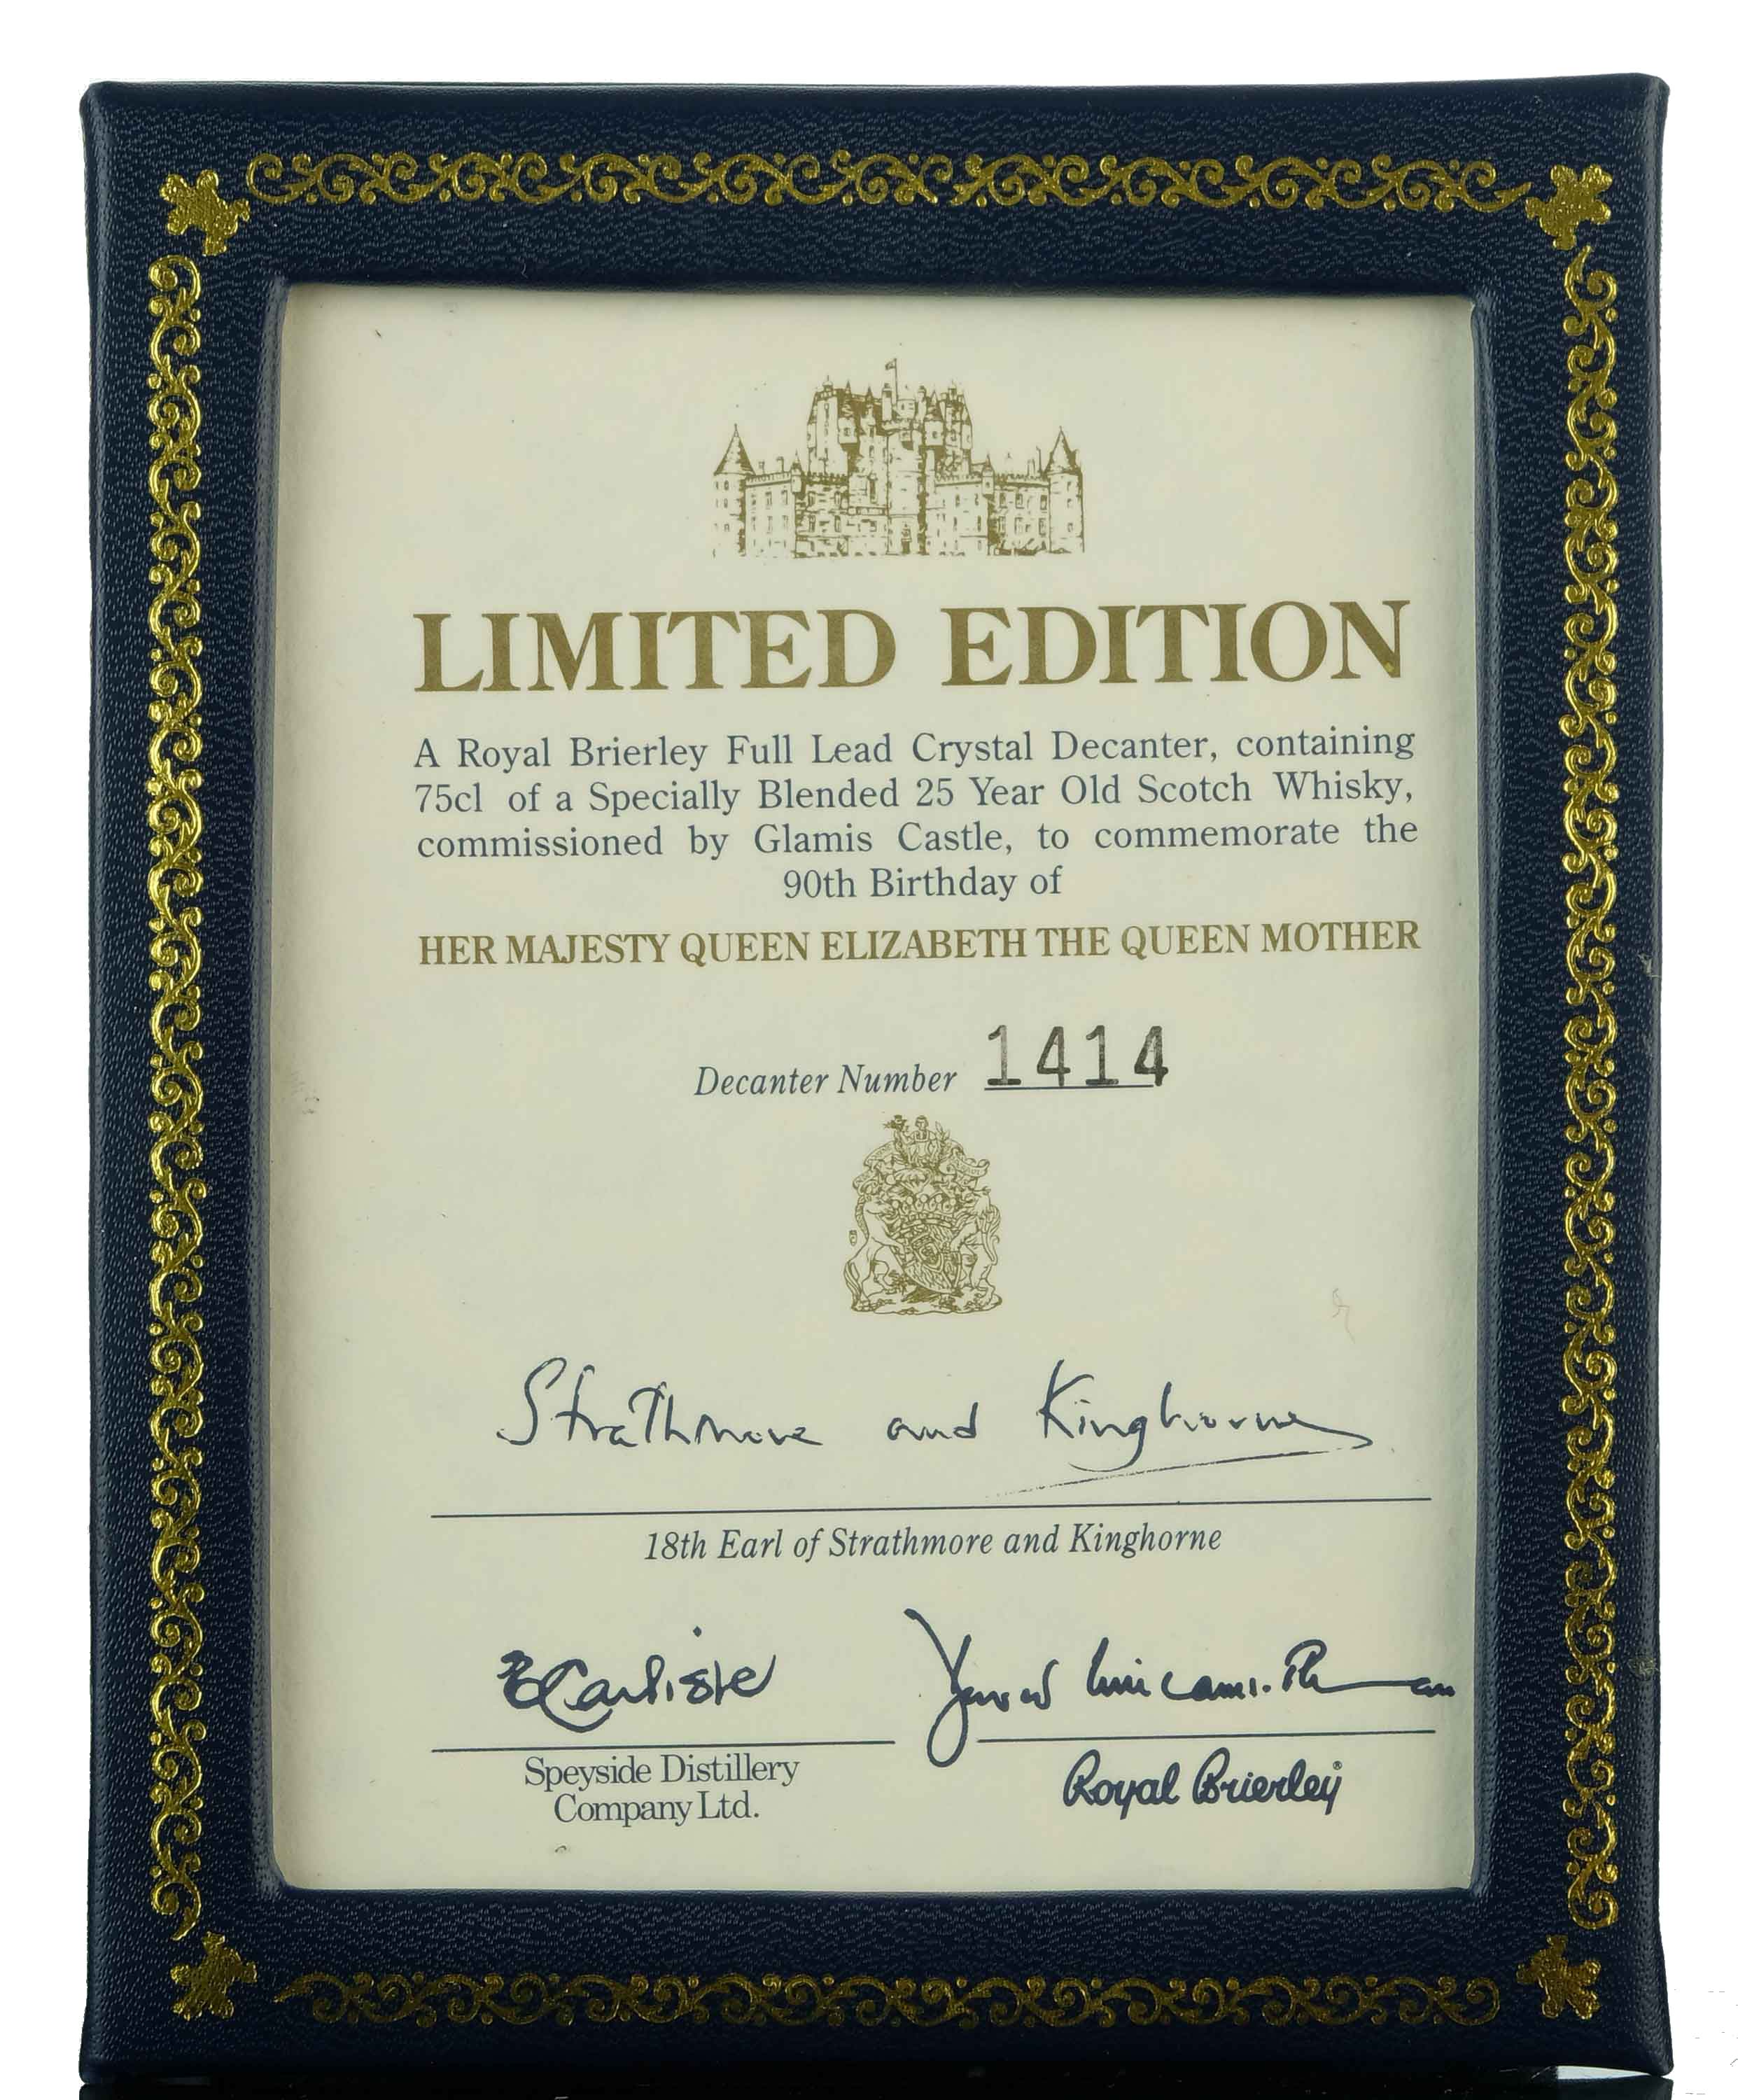 LIMITED EDITION
A Royal Brierley Full Lead Crystal Decanter, containing
75cl of a Specially Blended 25 Year Old Scotch Whisky,
commissioned by Glamis Castle, to commemorate the
90th Birthday of
HER MAJESTY QUEEN ELIZABETH THE QUEEN MOTHER
Decanter Number 1414
Strathmore and Kinghorne
18th Earl of Strathmore and Kinghorne
Carlisle
Speyside Distillery
Company Ltd.
Royal Brierley